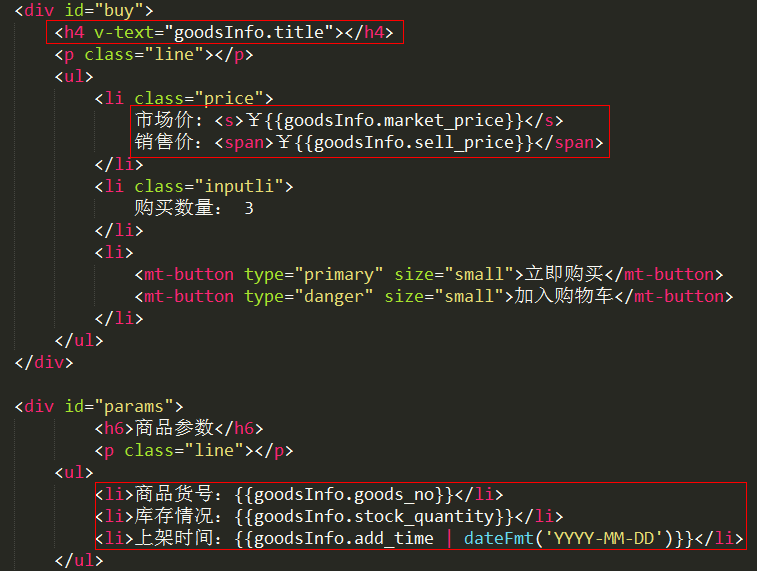 <div id="buy">
<h4 v-text="goodsInfo.title"></h4>
<p class="line"></p>
<ul>
<li class="price">
市场价: <s>￥{{goodsInfo.market_price}}</s>
销售价: <span>￥{{goodsInfo.sell_price}}</span>
</li>
<li class="inputli">
购买数量： 3
</li>
<li>
<mt-button type="primary" size="small">立即购买</mt-button>
<mt-button type="danger" size="small">加入购物车</mt-button>
</li>
</ul>
</div>
<div id="params">
<h6>商品参数</h6>
<p class="line"></p>
<ul>
<li>商品货号：{{goodsInfo.goods_no}}</li>
<li>库存情况：{{goodsInfo.stock_quantity}}</li>
<li>上架时间：{{goodsInfo.add_time | dateFmt('YYYY-MM-DD')}}</li>
</ul>